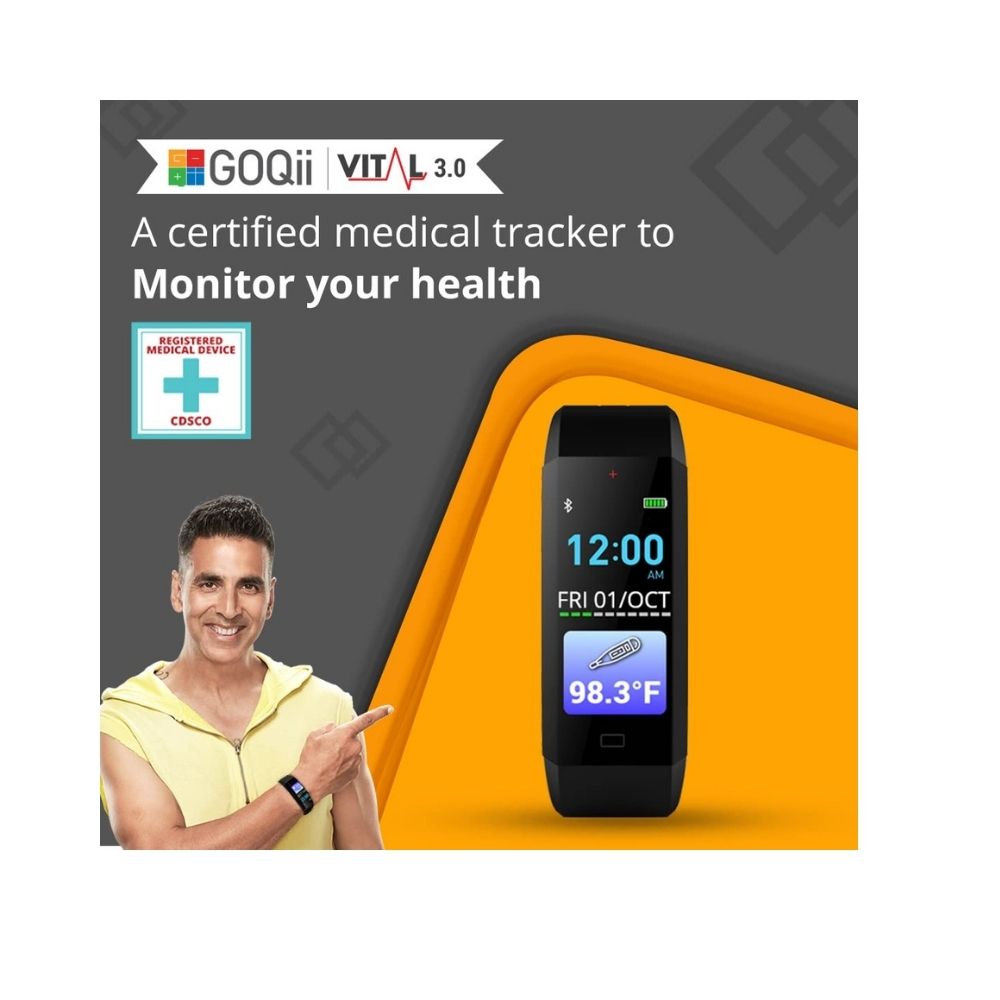 GOQii VITAL 3.0
A certified medical tracker to
Monitor your health
REGISTERED
MEDICAL DEVICE
CDSCO
12:00
AM
FRI 01/OCT
98.3°F